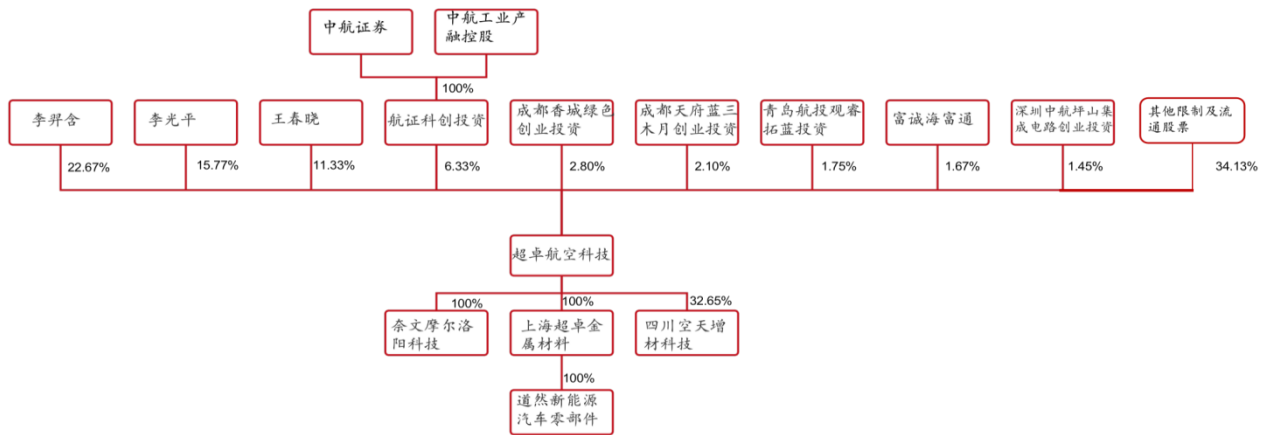 中航证券
中航工业产
融控股
100%
李羿含
李光平
王春晓
航证科创投资
成都香城绿色
创业投资
成都天府蓝三
木月创业投资
青岛航投观睿
拓蓝投资
富诚海富通
深圳中航坪山集
成电路创业投资
其他限制及流
通股票
22.67%
15.77%
11.33%
6.33%
2.80%
2.10%
1.75%
1.67%
1.45%
34.13%
超卓航空科技
100%
100%
32.65%
奈文摩尔洛
阳科技
上海超卓金
属材料
四川空天增
材科技
100%
道然新能源
汽车零部件